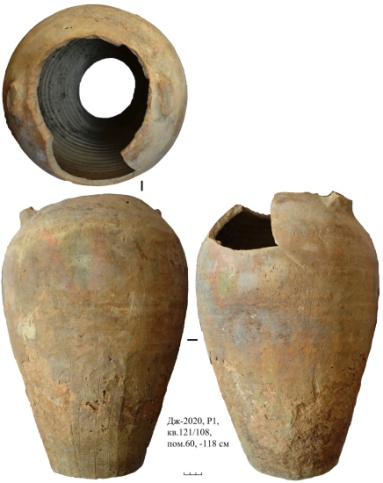 Дж-2020, Р1,
кв.121/108,
пом.60, -118 см